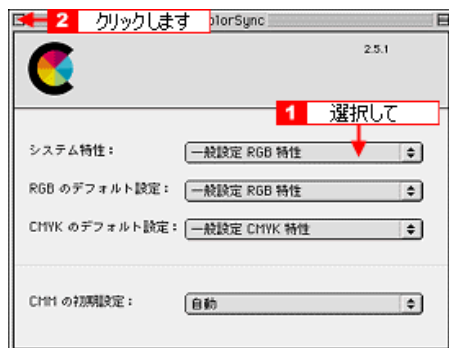 2 クリックします olorSync
2.5.1
1 選択して
システム特性： 一般設定 RGB 特性
RGB のデフォルト設定： 一般設定 RGB 特性
CMYK のデフォルト設定： 一般設定 CMYK 特性
CMM の初期設定： 自動